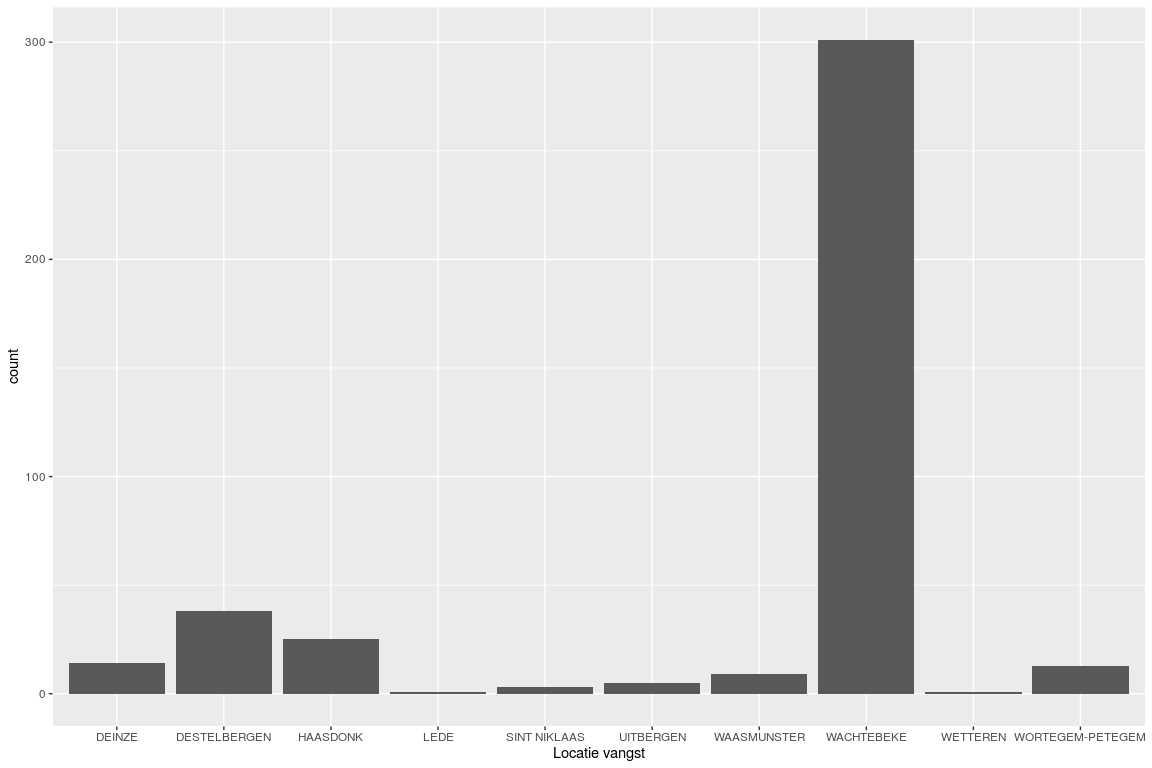 300
200
100
0
count
DEINZE DESTELBERGEN HAASDONK LEDE SINT NIKLAAS UITBERGEN WAASMUNSTER WACHTEBEKE WETTEREN WORTEGEM-PETEGEM
Locatie vangst